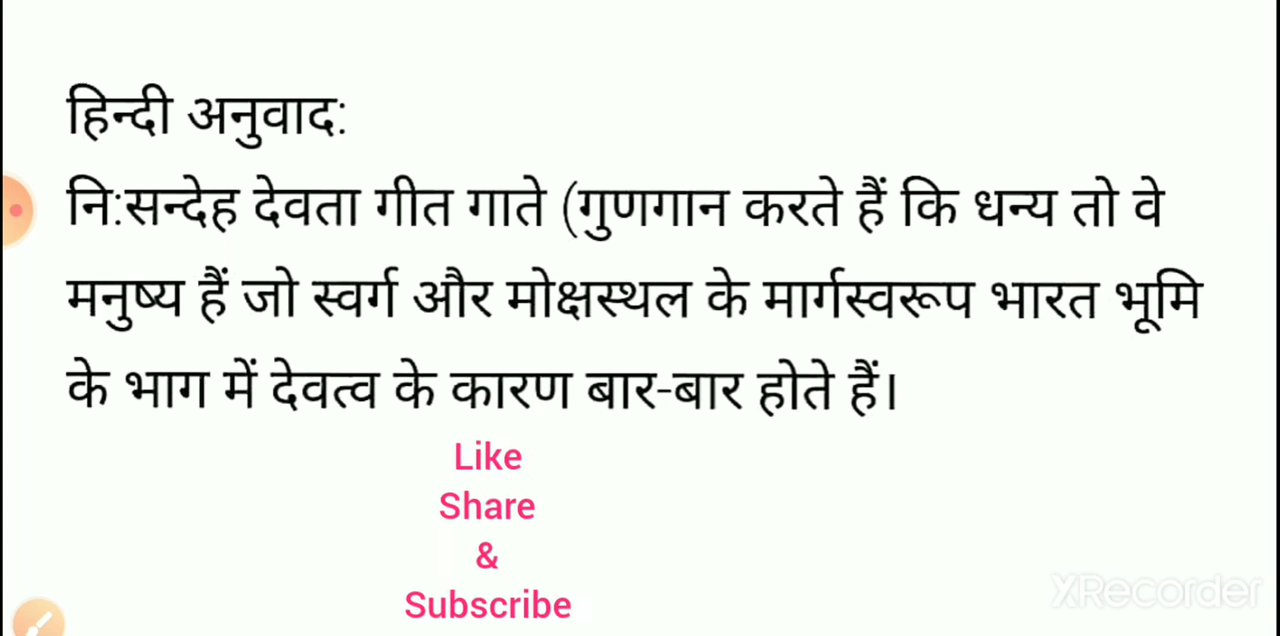 हिन्दी अनुवाद:
नि:सन्देह देवता गीत गाते (गुणगान करते हैं कि धन्य तो वे
मनुष्य हैं जो स्वर्ग और मोक्षस्थल के मार्गस्वरूप भारत भूमि
के भाग में देवत्व के कारण बार-बार होते हैं।
Like
Share
&
Subscribe
XRecorder